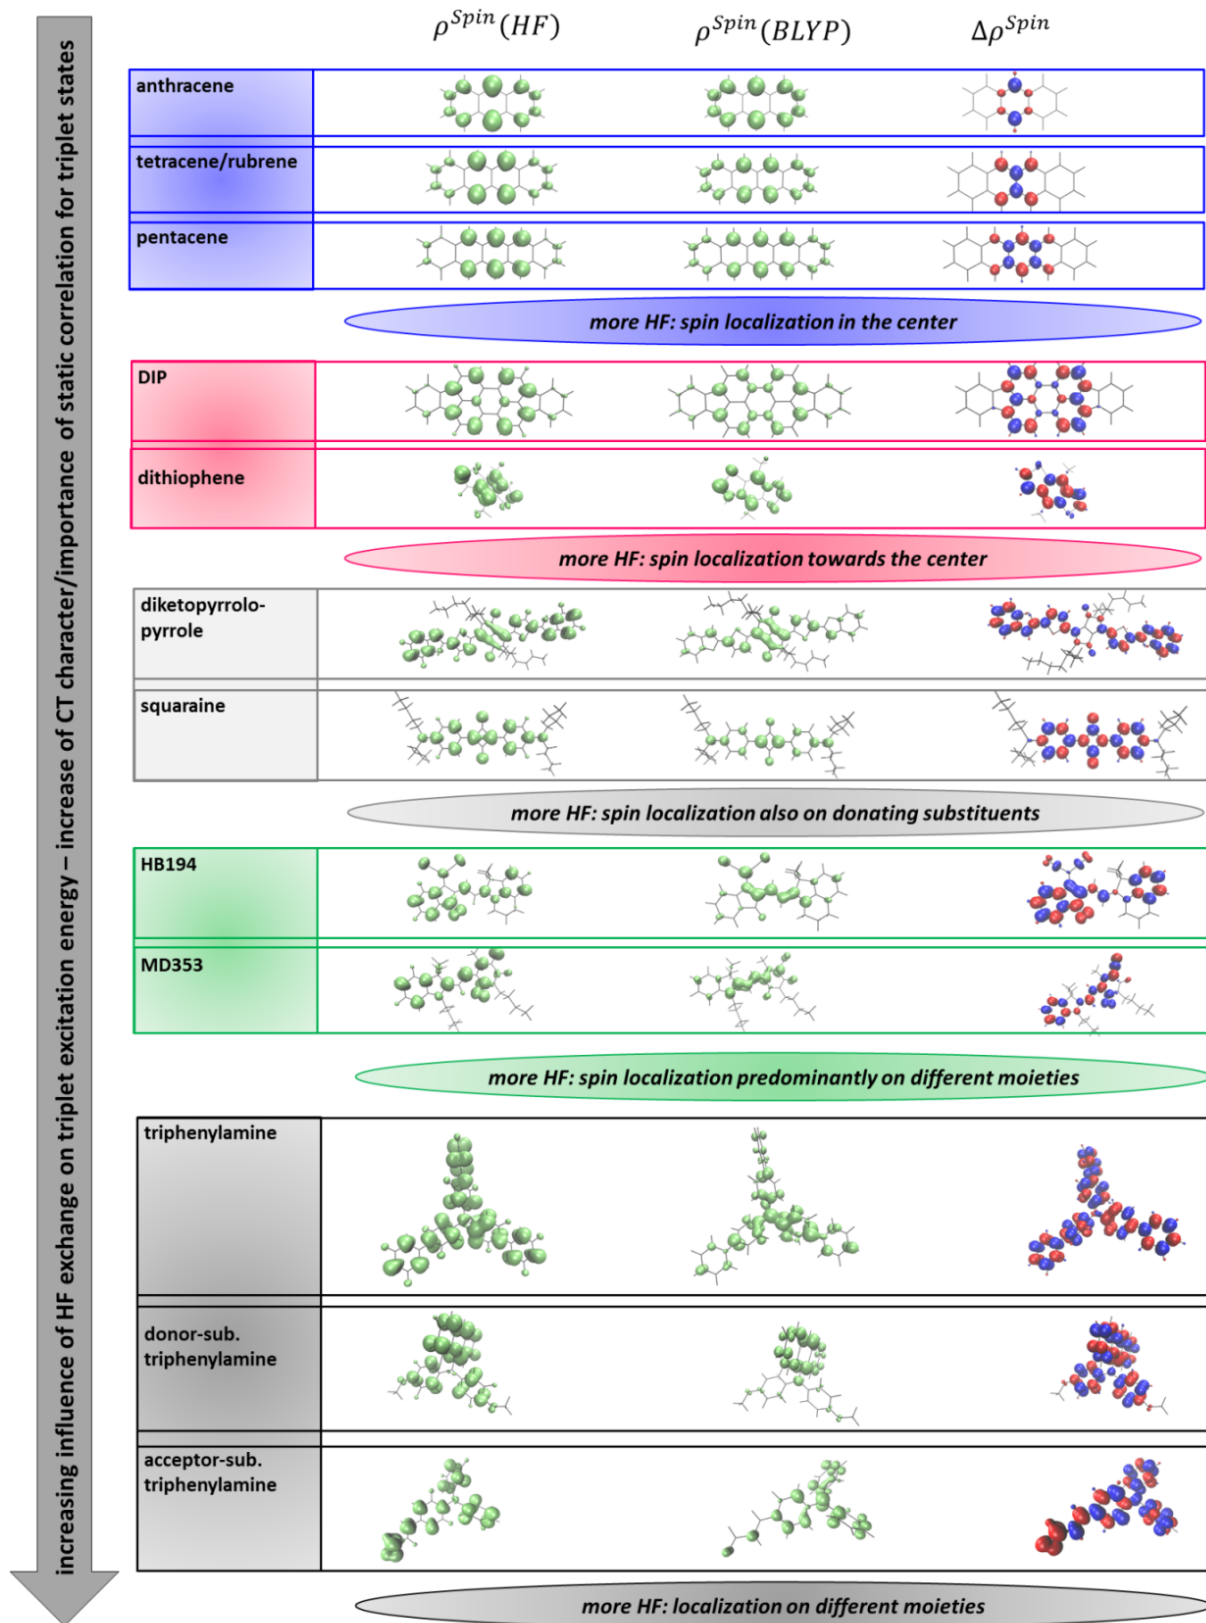 increasing influence of HF exchange on triplet excitation energy – increase of CT character/importance of static correlation for triplet states
ρ^Spin(HF)
ρ^Spin(BLYP)
Δρ^Spin
anthracene
tetracene/rubrene
pentacene
more HF: spin localization in the center
DIP
dithiophene
more HF: spin localization towards the center
diketopyrrolo-
pyrrole
squaraine
more HF: spin localization also on donating substituents
HB194
MD353
more HF: spin localization predominantly on different moieties
triphenylamine
donor-sub.
triphenylamine
acceptor-sub.
triphenylamine
more HF: localization on different moieties